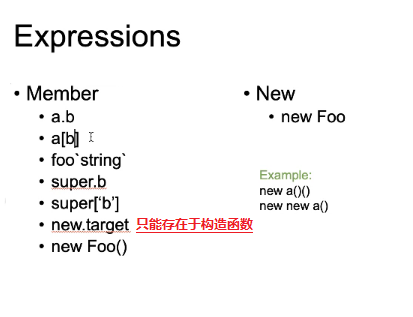 Expressions
• Member
• a.b
• a[b]
• foo`string`
• super.b
• super[‘b’]
• new.target 只能存在于构造函数
• new Foo()
• New
• new Foo
Example:
new a()()
new new a()